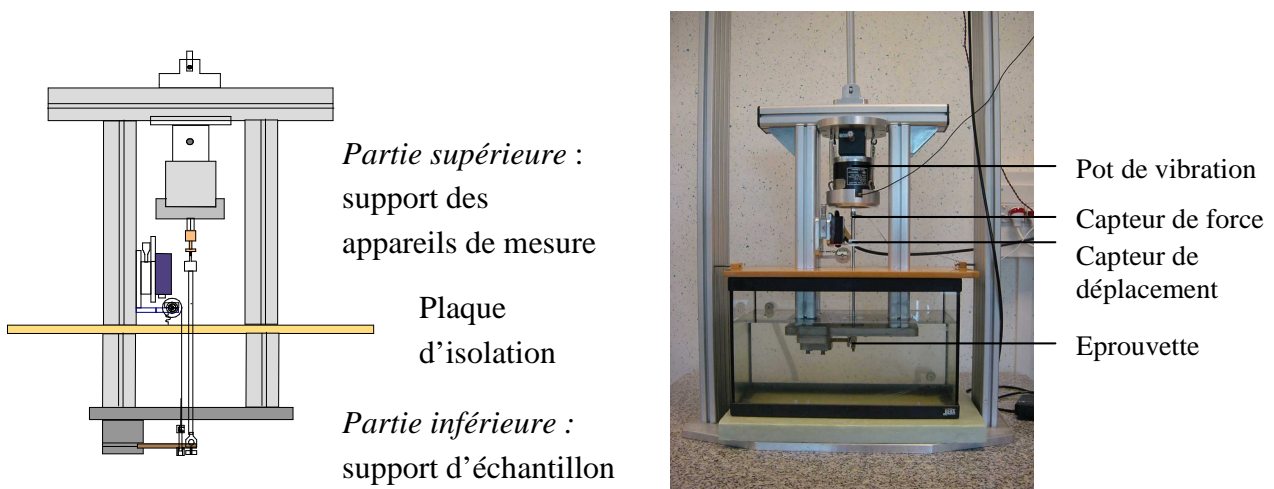 Partie supérieure :
support des
appareils de mesure
Plaque
d’isolation
Partie inférieure :
support d’échantillon
Pot de vibration
Capteur de force
Capteur de
déplacement
Eprouvette